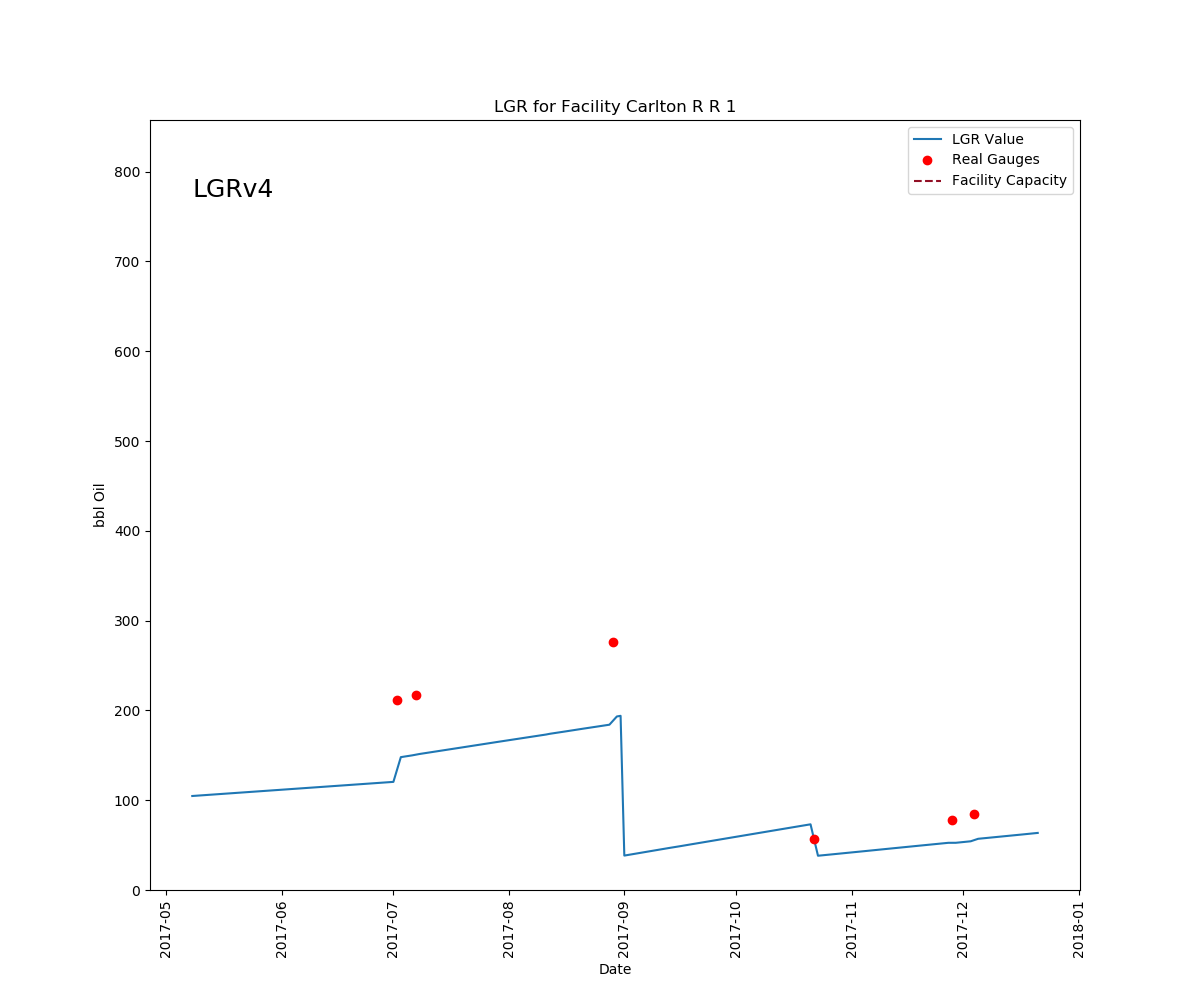 LGR for Facility Carlton R R 1
LGRv4
LGR Value
Real Gauges
Facility Capacity
800
700
600
500
400
300
200
100
0
bbl Oil
2017-05
2017-06
2017-07
2017-08
2017-09
2017-10
2017-11
2017-12
2018-01
Date